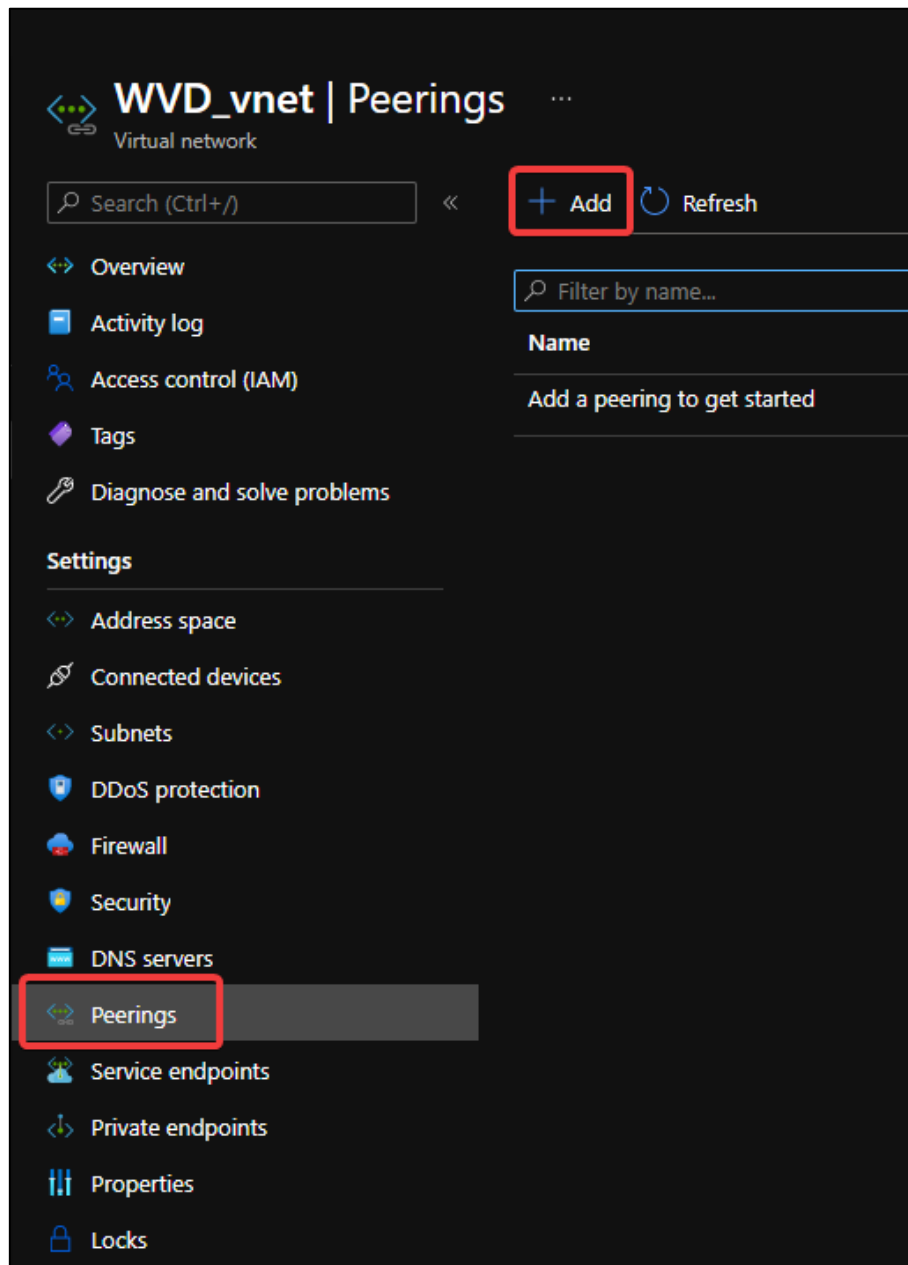 WVD_vnet | Peerings ...
Virtual network
Search (Ctrl+/)
«
Overview
Activity log
Access control (IAM)
Tags
Diagnose and solve problems
Settings
Address space
Connected devices
Subnets
DDoS protection
Firewall
Security
DNS servers
Peerings
Service endpoints
Private endpoints
Properties
Locks
+ Add
Refresh
Filter by name...
Name
Add a peering to get started